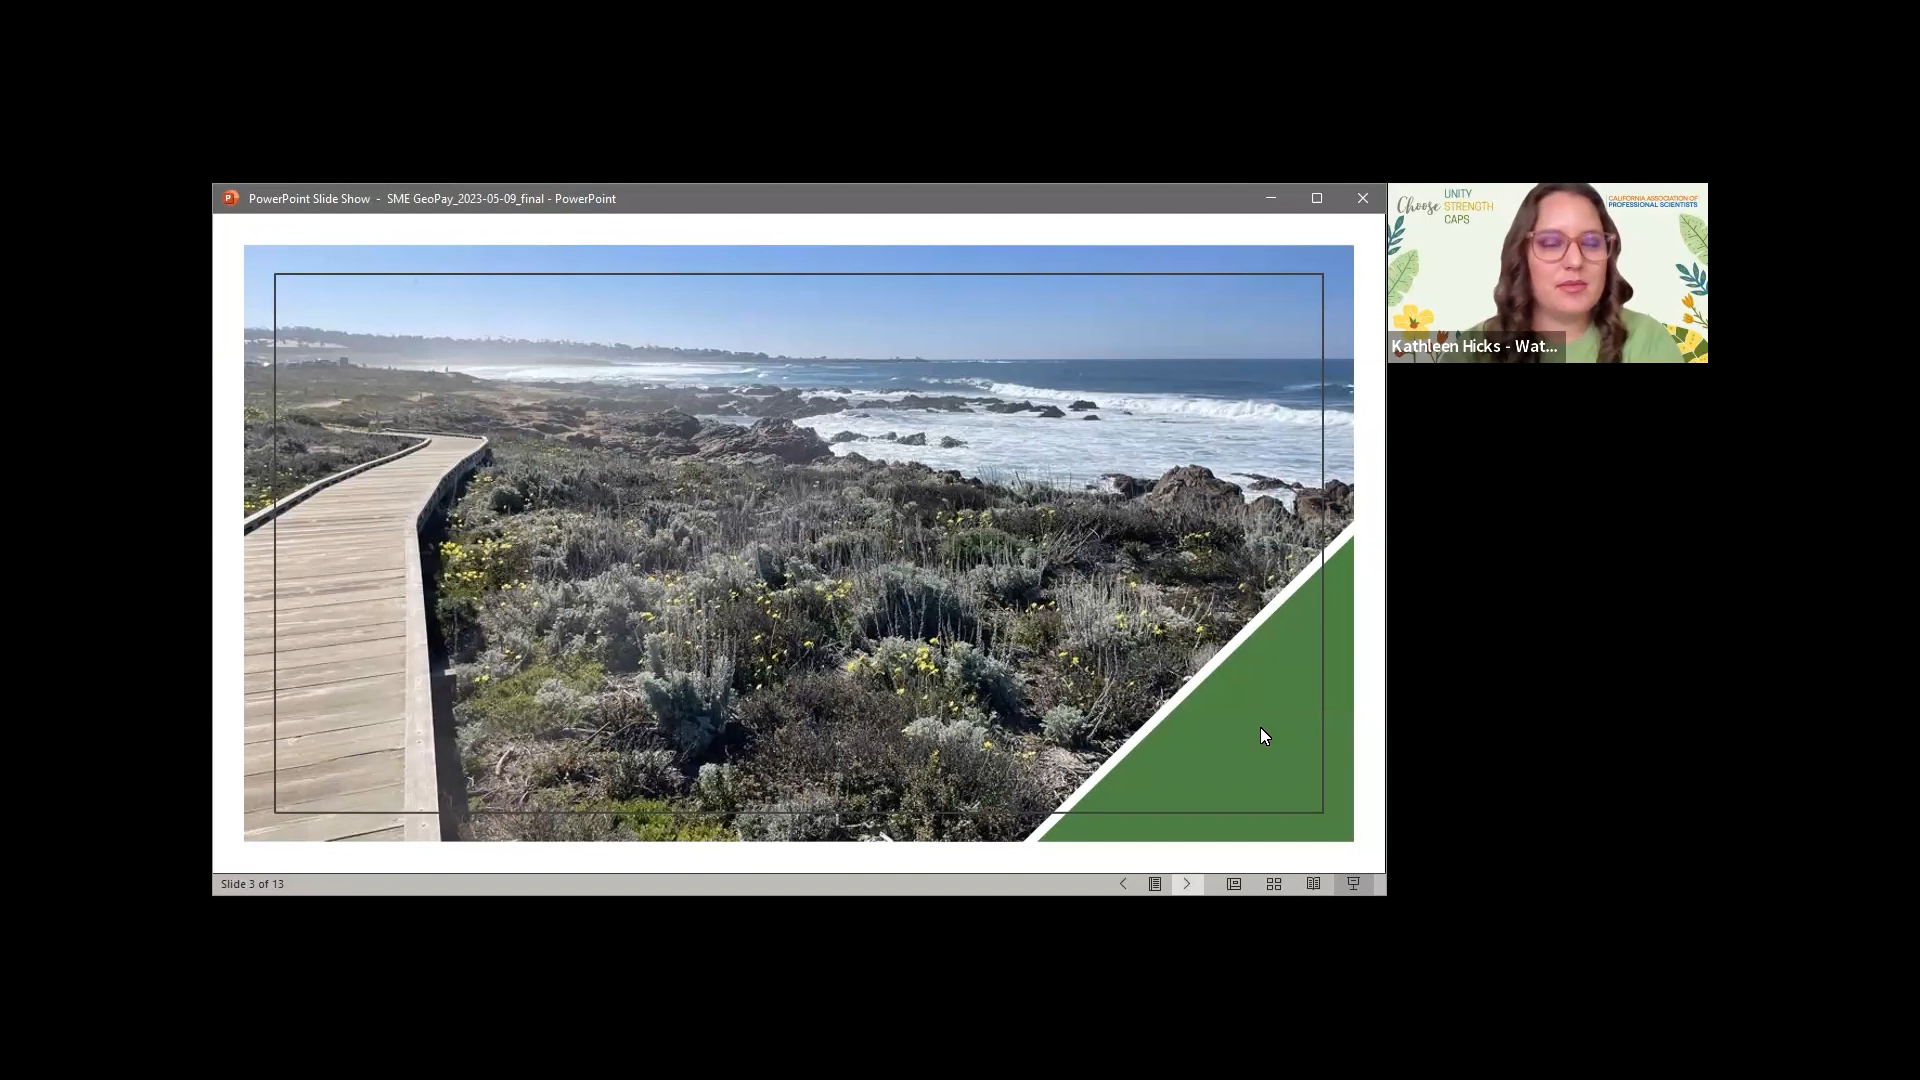 PowerPoint Slide Show - SME GeoPay_2023-05-09_final - PowerPoint
Choose
UNITY
STRENGTH
CAPS
CALIFORNIA ASSOCIATION OF
PROFESSIONAL SCIENTISTS
Kathleen Hicks - Wat...
Slide 3 of 13